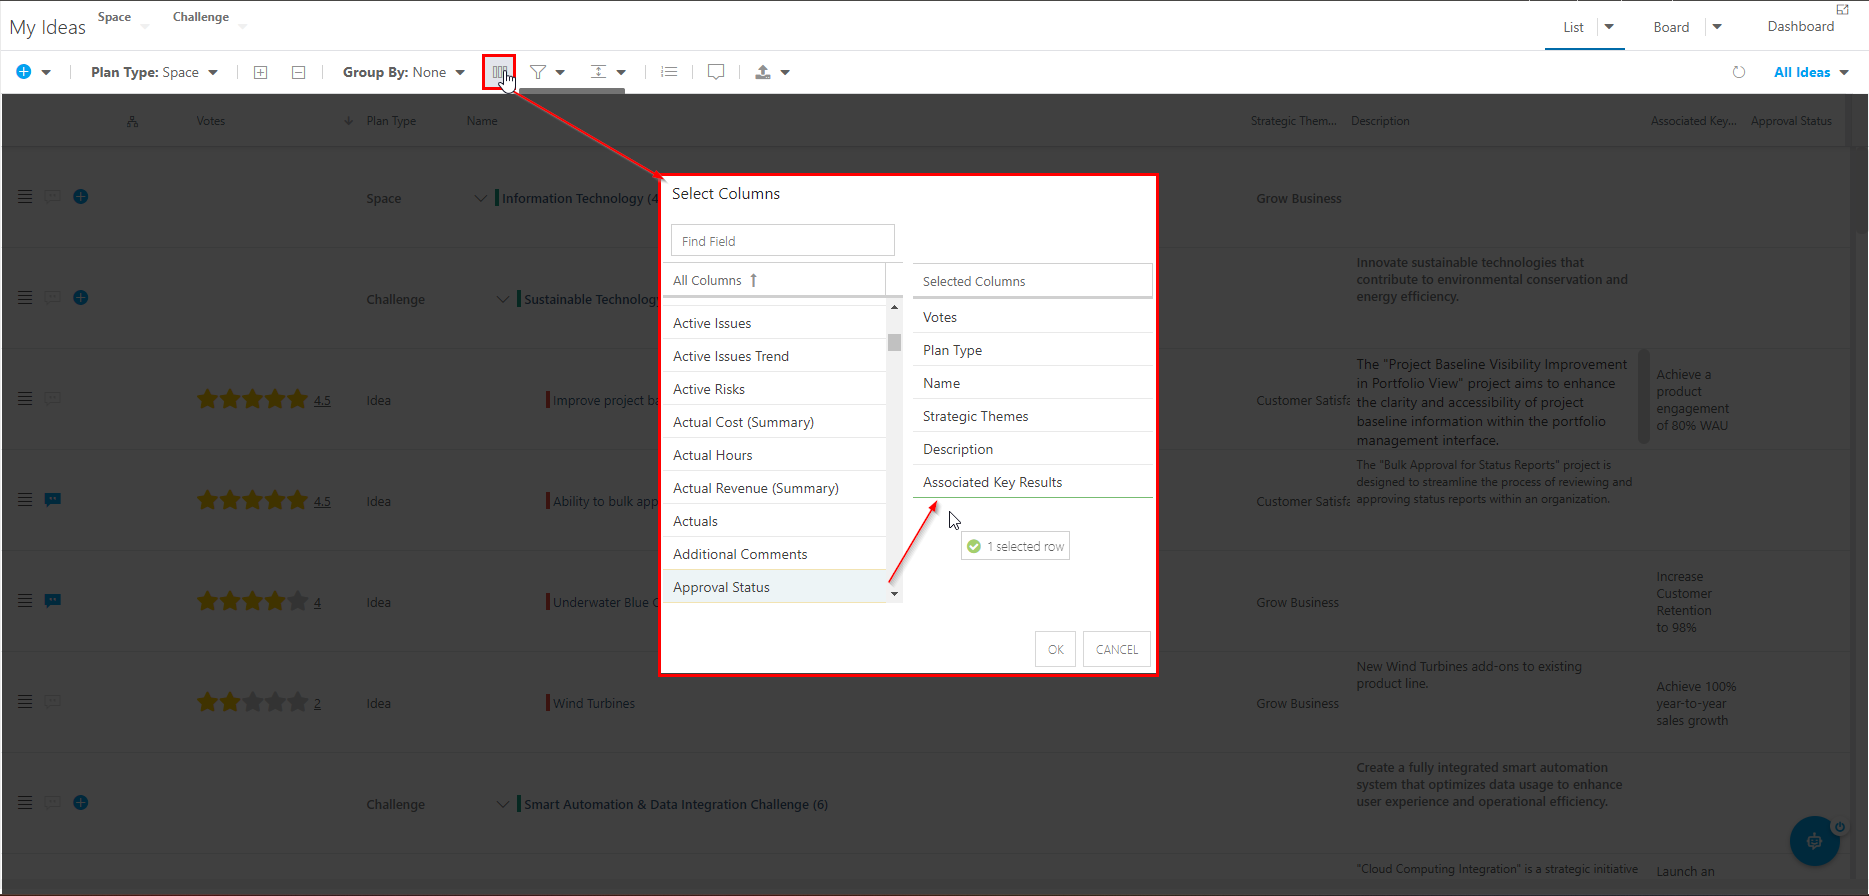 My Ideas
Space
Challenge
List
Board
Dashboard
Plan Type: Space
Group By: None
All Ideas
Votes
Plan Type
Name
Strategic Them...
Description
Associated Key...
Approval Status
Space
Information Technology (4
Grow Business
Challenge
Sustainable Technology
Innovate sustainable technologies that
contribute to environmental conservation and
energy efficiency.
4.5
Idea
Improve project ba
Customer Satisfa
The "Project Baseline Visibility Improvement
in Portfolio View" project aims to enhance
the clarity and accessibility of project
baseline information within the portfolio
management interface.
Achieve a
product
engagement
of 80% WAU
4.5
Idea
Ability to bulk app
Customer Satisfa
The "Bulk Approval for Status Reports" project is
designed to streamline the process of reviewing and
approving status reports within an organization.
4
Idea
Underwater Blue
Grow Business
Increase
Customer
Retention
to 98%
2
Idea
Wind Turbines
Grow Business
New Wind Turbines add-ons to existing
product line.
Achieve 100%
year-to-year
sales growth
Challenge
Smart Automation & Data Integration Challenge (6)
Create a fully integrated smart automation
system that optimizes data usage to enhance
user experience and operational efficiency.
"Cloud Computing Integration" is a strategic initiative
Launch an
Select Columns
Find Field
All Columns
Active Issues
Active Issues Trend
Active Risks
Actual Cost (Summary)
Actual Hours
Actual Revenue (Summary)
Actuals
Additional Comments
Approval Status
Selected Columns
Votes
Plan Type
Name
Strategic Themes
Description
Associated Key Results
1 selected row
OK
CANCEL